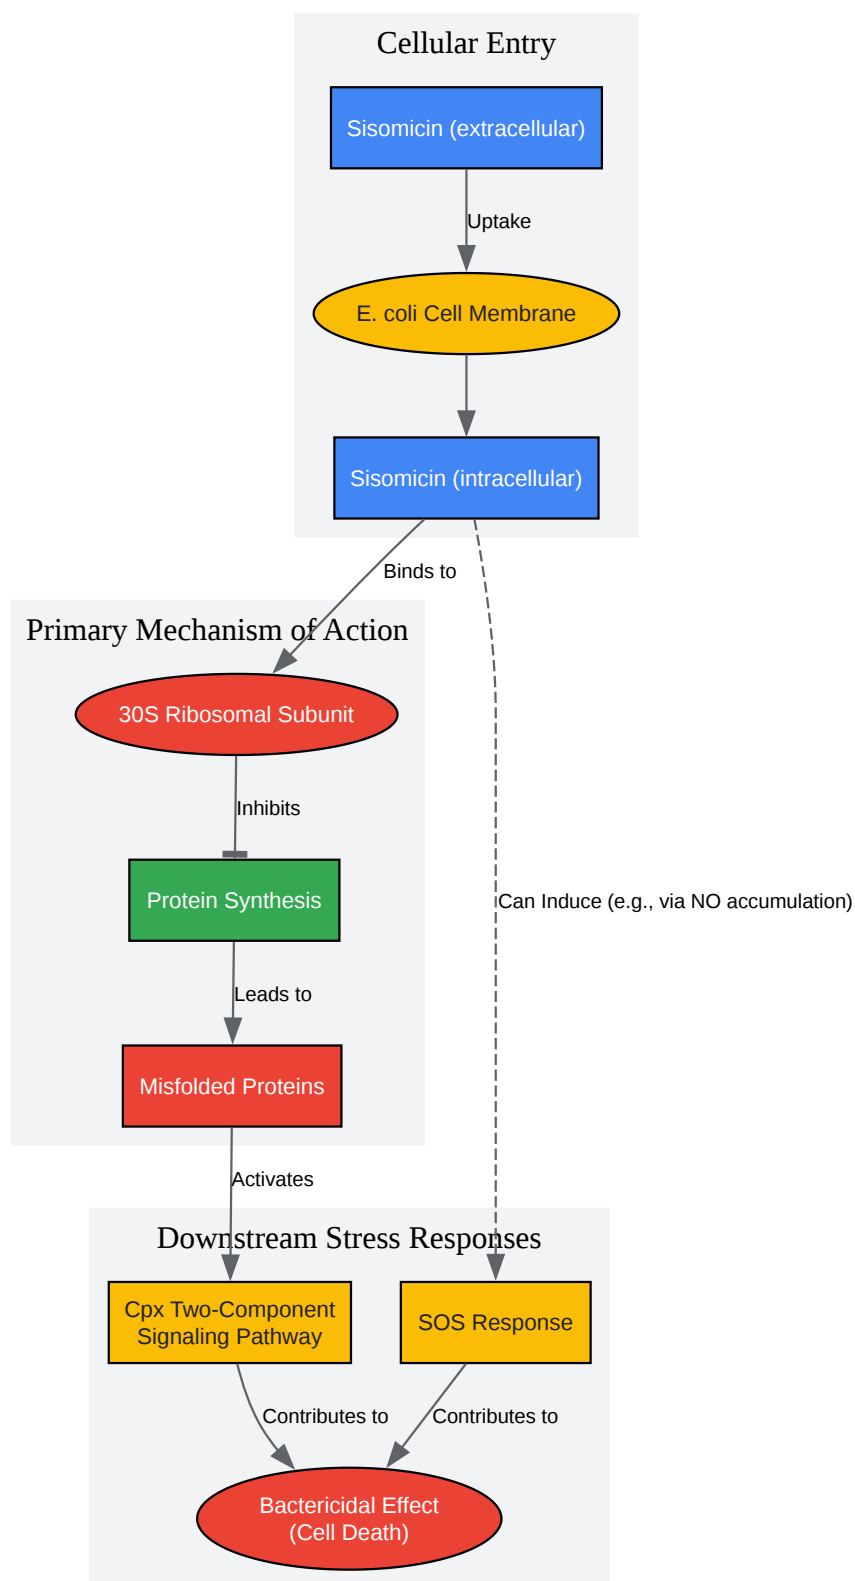 Cellular Entry
Sisomicin (extracellular)
Uptake
E. coli Cell Membrane
Sisomicin (intracellular)
Binds to
Primary Mechanism of Action
30S Ribosomal Subunit
Inhibits
Protein Synthesis
Can Induce (e.g., via NO accumulation)
Leads to
Misfolded Proteins
Activates
Downstream Stress Responses
Cpx Two-Component
Signaling Pathway
SOS Response
Contributes to
Contributes to
Bactericidal Effect
(Cell Death)